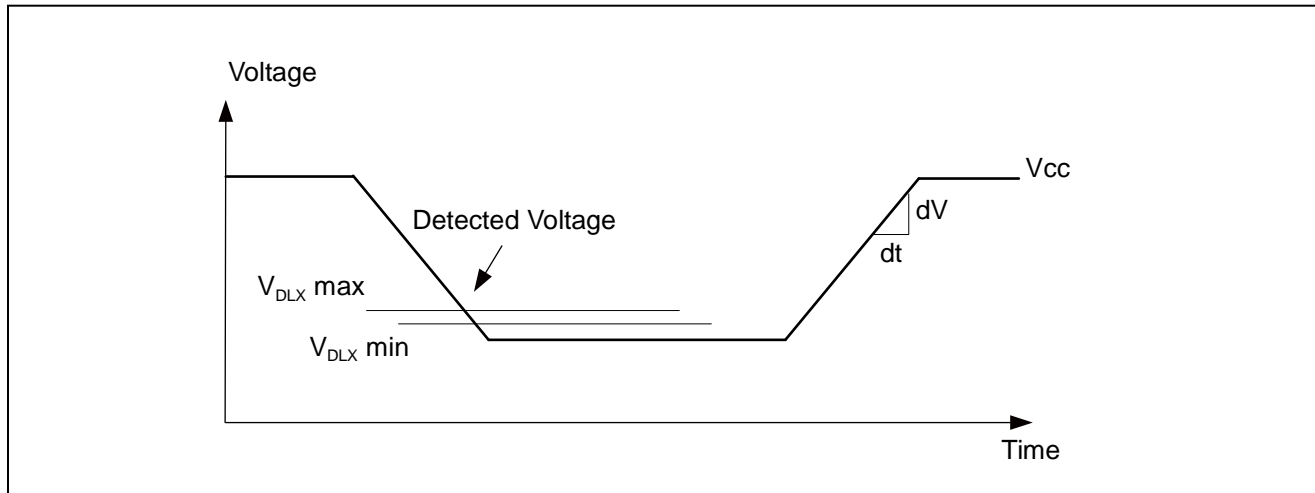 Voltage
Vcc
dV
dt
Detected Voltage
V_DLX max
V_DLX min
Time